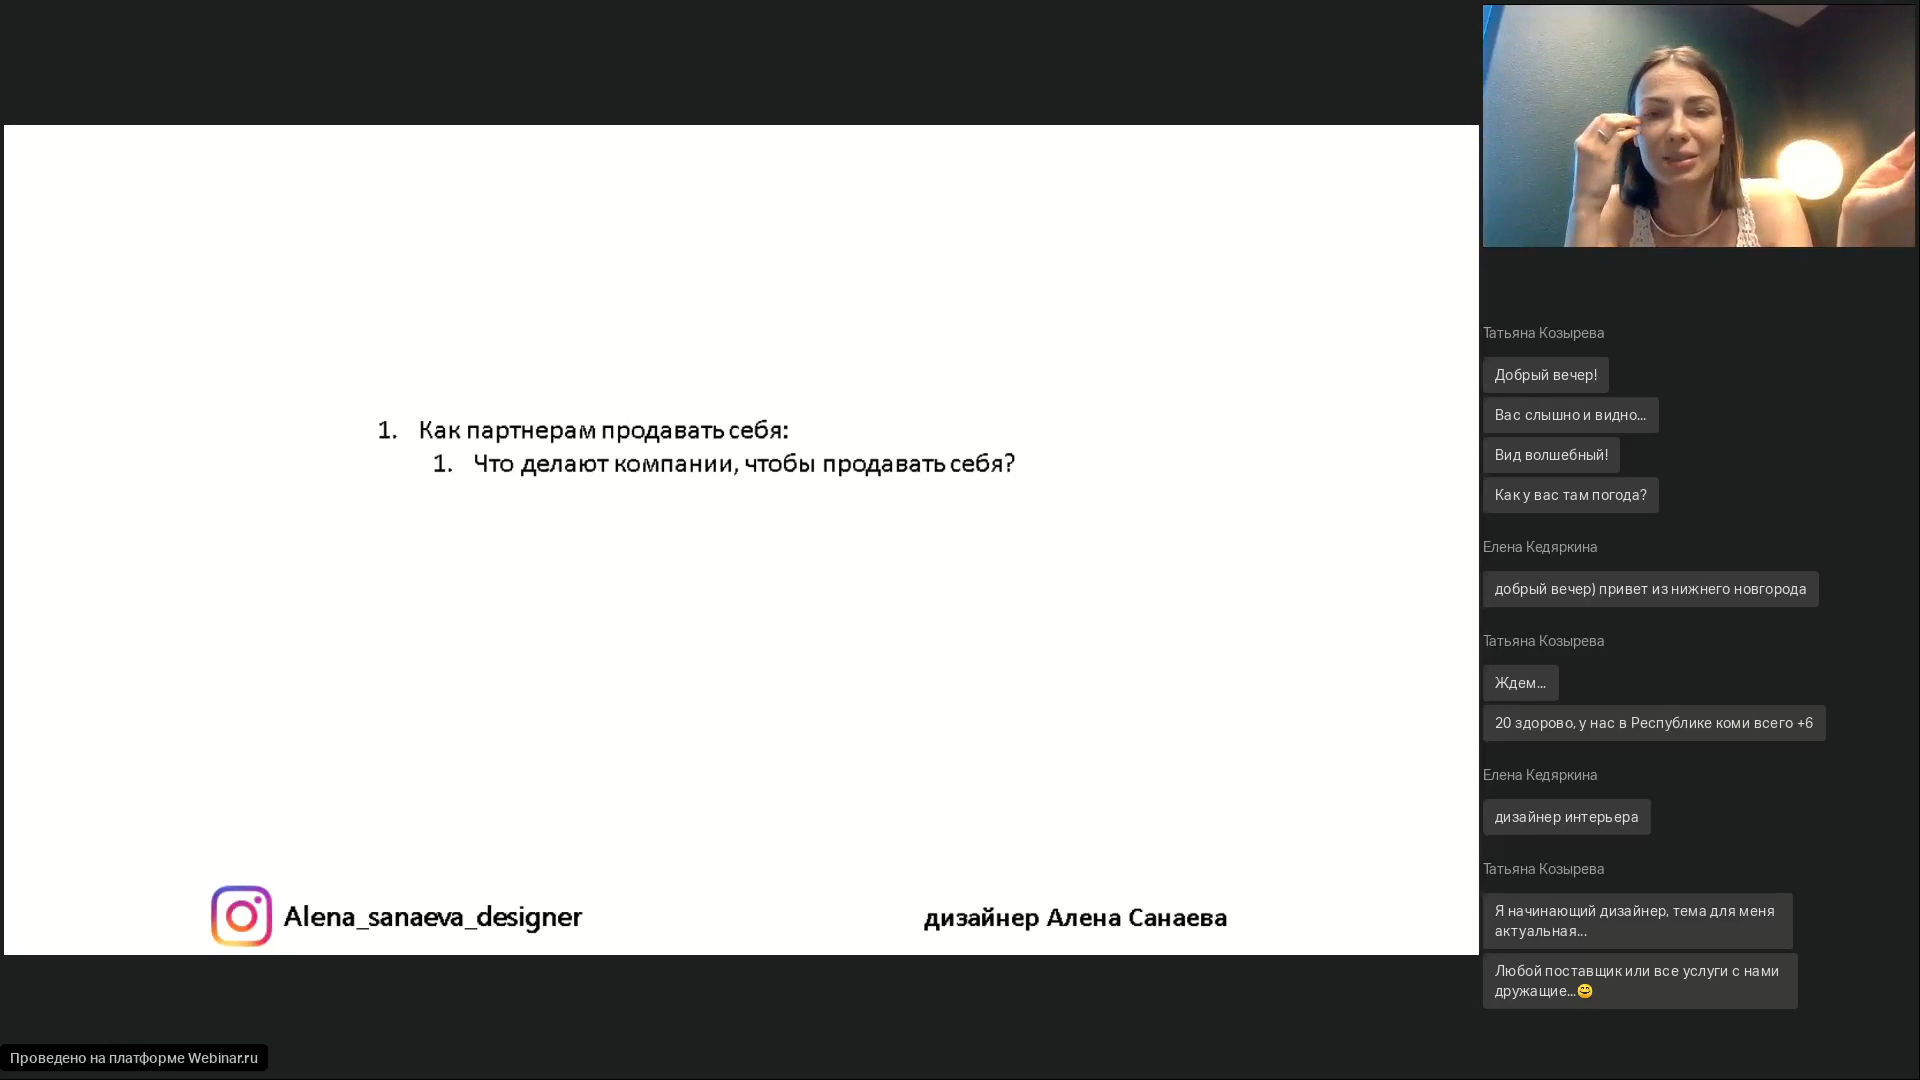 1. Как партнерам продавать себя:
1. Что делают компании, чтобы продавать себя?
Alena_sanaeva_designer
дизайнер Алена Санаева
Татьяна Козырева
Добрый вечер!
Вас слышно и видно...
Вид волшебный!
Как у вас там погода?
Елена Кедяркина
добрый вечер) привет из нижнего новгорода
Татьяна Козырева
Ждем...
20 здорово, у нас в Республике коми всего +6
Елена Кедяркина
дизайнер интерьера
Татьяна Козырева
Я начинающий дизайнер, тема для меня
актуальная...
Любой поставщик или все услуги с нами
дружащие...😄
Проведено на платформе Webinar.ru